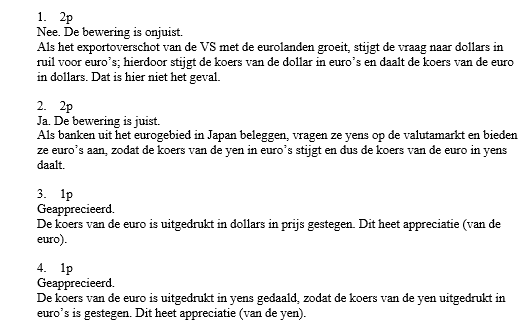 1. 2p
Nee. De bewering is onjuist.
Als het exportoverschot van de VS met de eurolanden groeit, stijgt de vraag naar dollars in
ruil voor euro’s; hierdoor stijgt de koers van de dollar in euro’s en daalt de koers van de euro
in dollars. Dat is hier niet het geval.
2. 2p
Ja. De bewering is juist.
Als banken uit het eurogebied in Japan beleggen, vragen ze yens op de valutamarkt en bieden
ze euro’s aan, zodat de koers van de yen in euro’s stijgt en dus de koers van de euro in yens
daalt.
3. 1p
Geapprecieerd.
De koers van de euro is uitgedrukt in dollars in prijs gestegen. Dit heet appreciatie (van de
euro).
4. 1p
Geapprecieerd.
De koers van de euro is uitgedrukt in yens gedaald, zodat de koers van de yen uitgedrukt in
euro’s is gestegen. Dit heet appreciatie (van de yen).